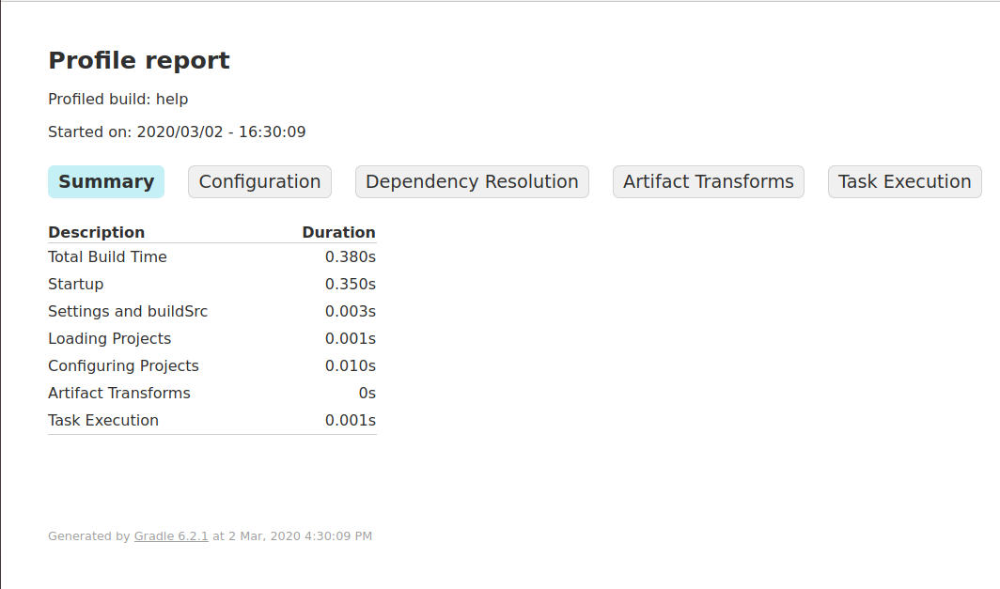 Profile report
Profiled build: help
Started on: 2020/03/02 - 16:30:09
Summary Configuration Dependency Resolution Artifact Transforms Task Execution
Description Duration
Total Build Time 0.380s
Startup 0.350s
Settings and buildSrc 0.003s
Loading Projects 0.001s
Configuring Projects 0.010s
Artifact Transforms 0s
Task Execution 0.001s
Generated by Gradle 6.2.1 at 2 Mar, 2020 4:30:09 PM